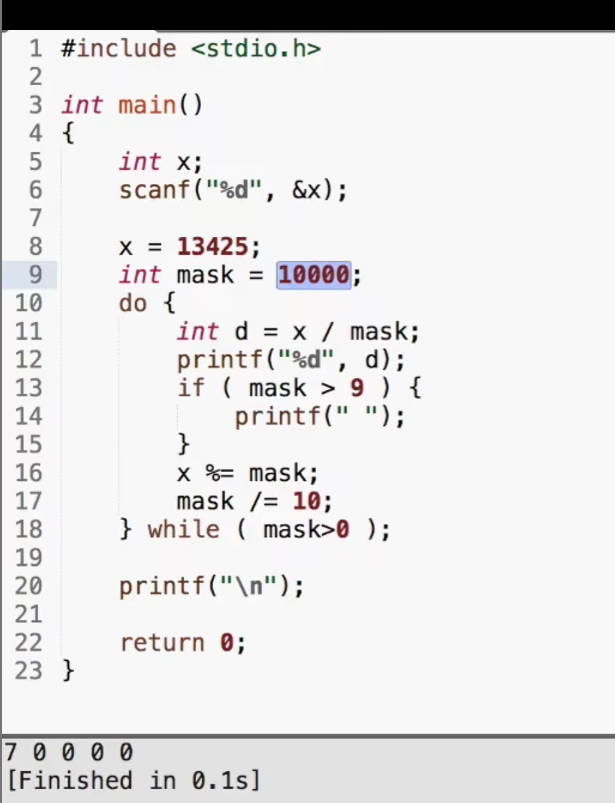 1 #include <stdio.h>
2
3 int main()
4 {
5     int x;
6     scanf("%d", &x);
7
8     x = 13425;
9     int mask = 10000;
10     do {
11         int d = x / mask;
12         printf("%d", d);
13         if ( mask > 9 ) {
14             printf(" ");
15         }
16         x %= mask;
17         mask /= 10;
18     } while ( mask>0 );
19
20     printf("\n");
21
22     return 0;
23 }
7 0 0 0 0
[Finished in 0.1s]